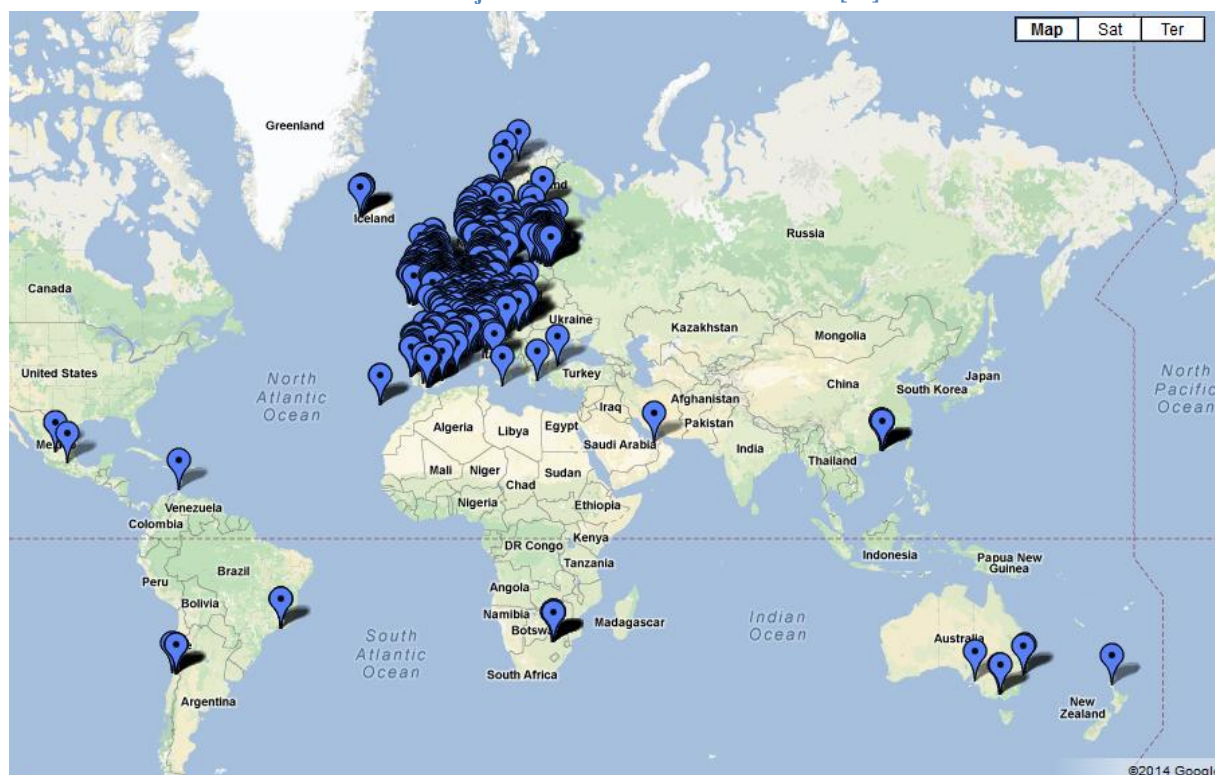 Map Sat Ter
Greenland
Iceland
Russia
Canada
Ukraine
Kazakhstan
Mongolia
United States
North
Atlantic
Ocean
Turkey
China
South Korea
Japan
North
Pacific
Ocean
Iraq
Afghanistan
Pakistan
Algeria
Libya
Egypt
Saudi Arabia
India
Thailand
Mali
Niger
Chad
Sudan
Nigeria
Ethiopia
Venezuela
Colombia
DR Congo
Kenya
Tanzania
Indonesia
Papua New
Guinea
Peru
Brazil
Bolivia
Angola
Namibia
Madagascar
Indian
Ocean
South
Atlantic
Ocean
Australia
South Africa
Argentina
New
Zealand
©2014 Google